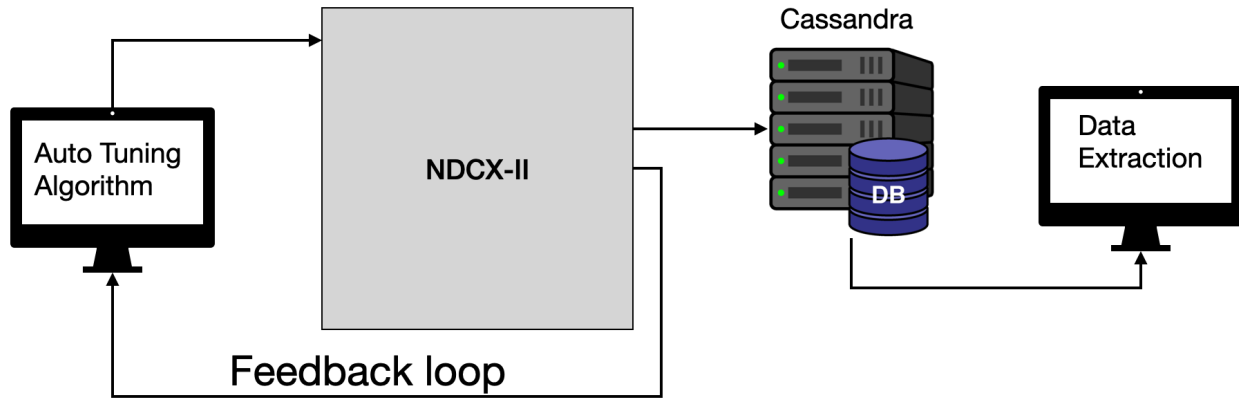 Cassandra
Auto Tuning
Algorithm
NDCX-II
DB
Data
Extraction
Feedback loop